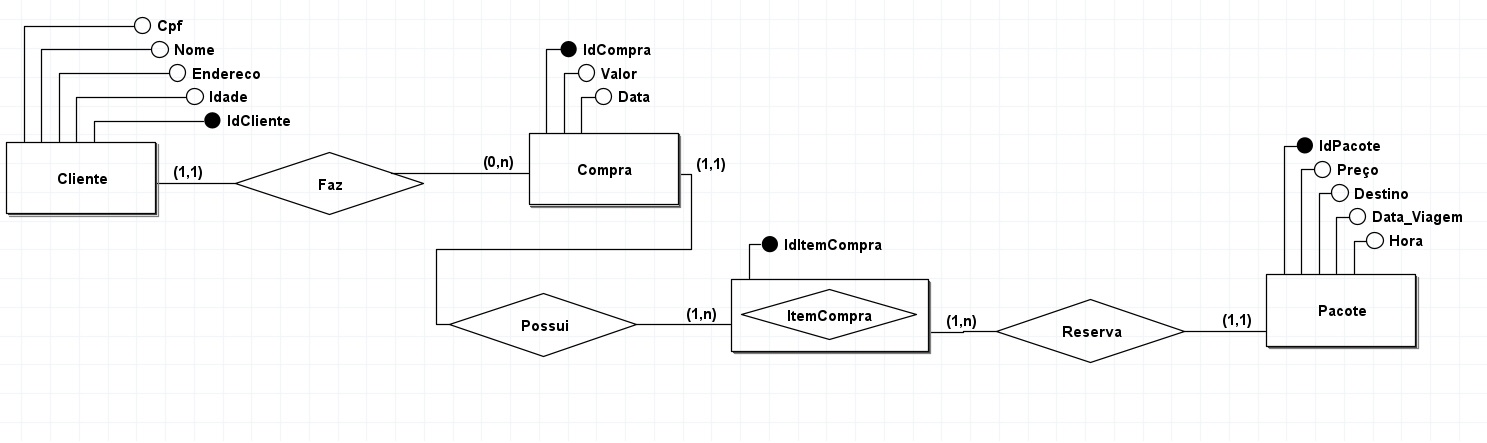 Cpf
Nome
Endereco
Idade
IdCliente
Cliente
(1,1)
Faz
(0,n)
IdCompra
Valor
Data
Compra
(1,1)
Possui
(1,n)
IdItemCompra
ItemCompra
(1,n)
Reserva
(1,1)
IdPacote
Preço
Destino
Data_Viagem
Hora
Pacote